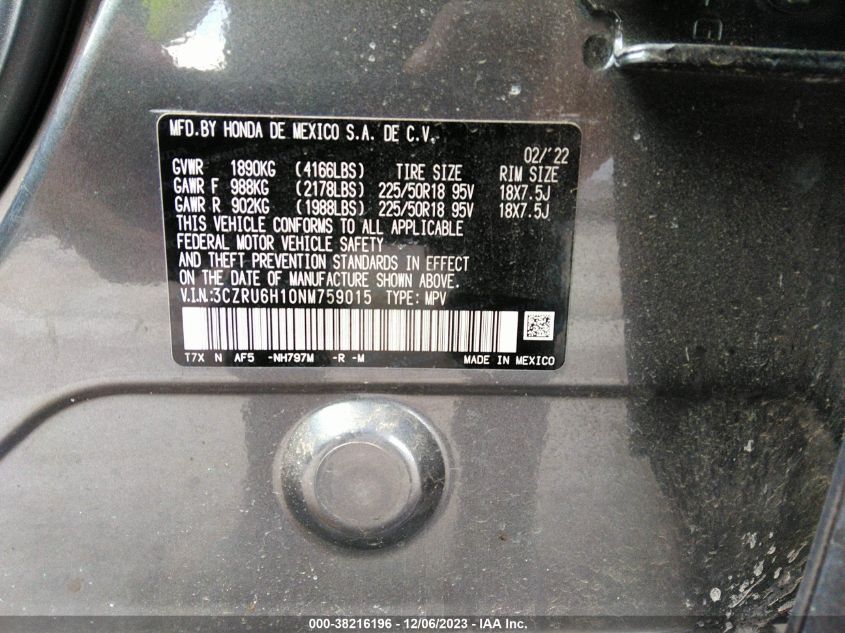 G
MFD.BY HONDA DE MEXICO S.A. DE C.V.
02/'22
GVWR 1890KG (4166LBS) TIRE SIZE RIM SIZE
GAWR F 988KG (2178LBS) 225/50R18 95V 18X7.5J
GAWR R 902KG (1988LBS) 225/50R18 95V 18X7.5J
THIS VEHICLE CONFORMS TO ALL APPLICABLE
FEDERAL MOTOR VEHICLE SAFETY
AND THEFT PREVENTION STANDARDS IN EFFECT
ON THE DATE OF MANUFACTURE SHOWN ABOVE.
V.I.N.:3CZRU6H10NM759015 TYPE: MPV
T7X N AF5 -NH797M -R -M MADE IN MEXICO
000-38216196 - 12/06/2023 - IAA Inc.